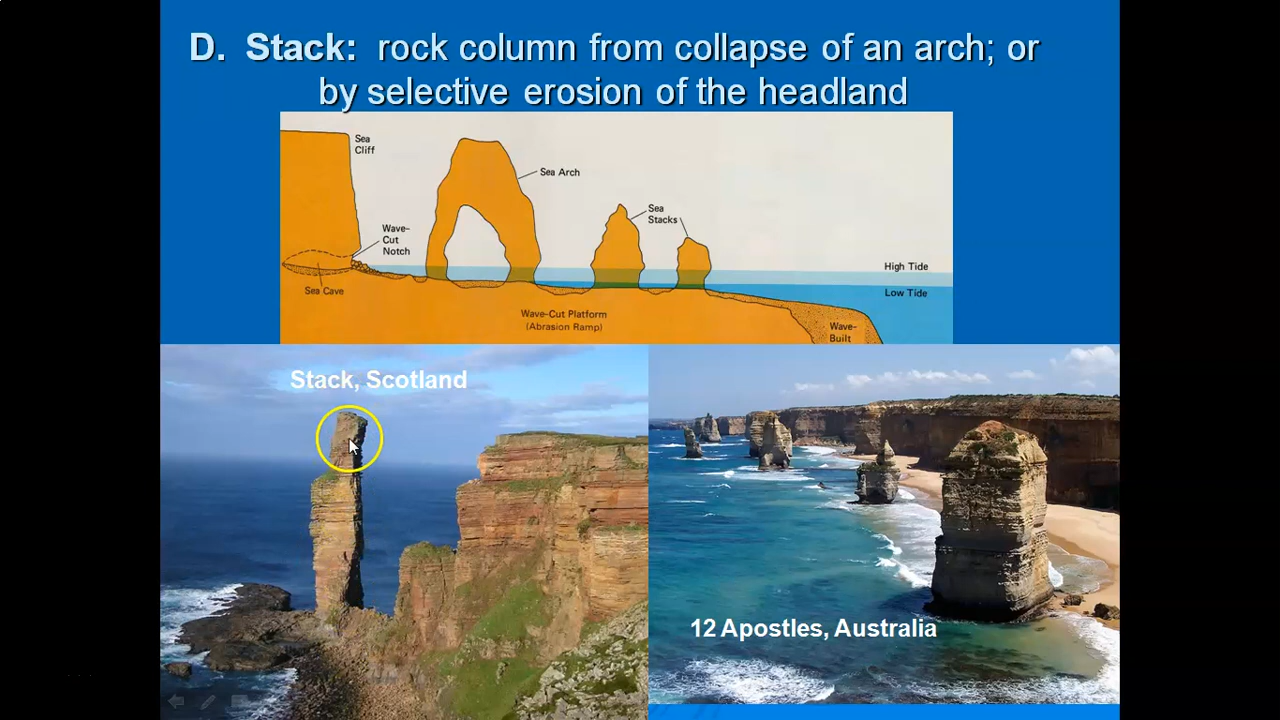 D. Stack: rock column from collapse of an arch; or
by selective erosion of the headland
Sea
Cliff
Sea Arch
Sea
Stacks
Wave-
Cut
Notch
High Tide
Sea Cave
Low Tide
Wave-Cut Platform
(Abrasion Ramp)
Wave-
Built
Stack, Scotland
12 Apostles, Australia